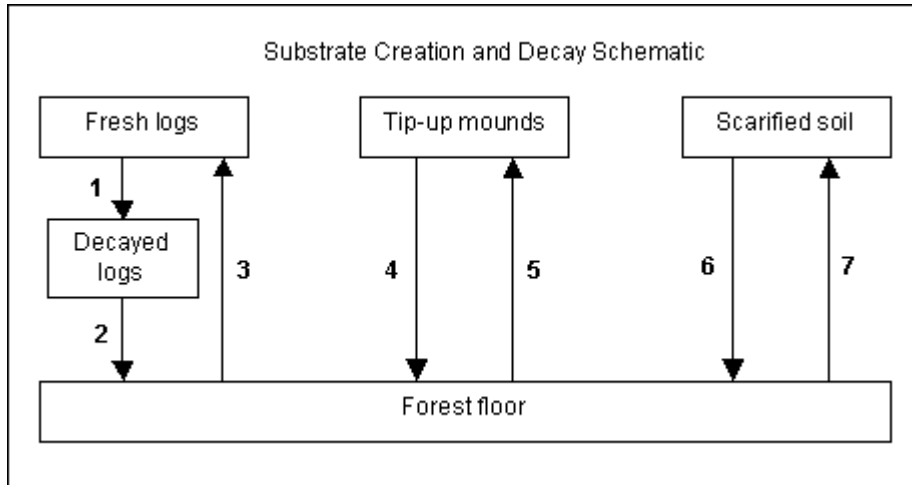 Substrate Creation and Decay Schematic
Fresh logs
Tip-up mounds
Scarified soil
1
Decayed
logs
3
4
5
6
7
2
Forest floor